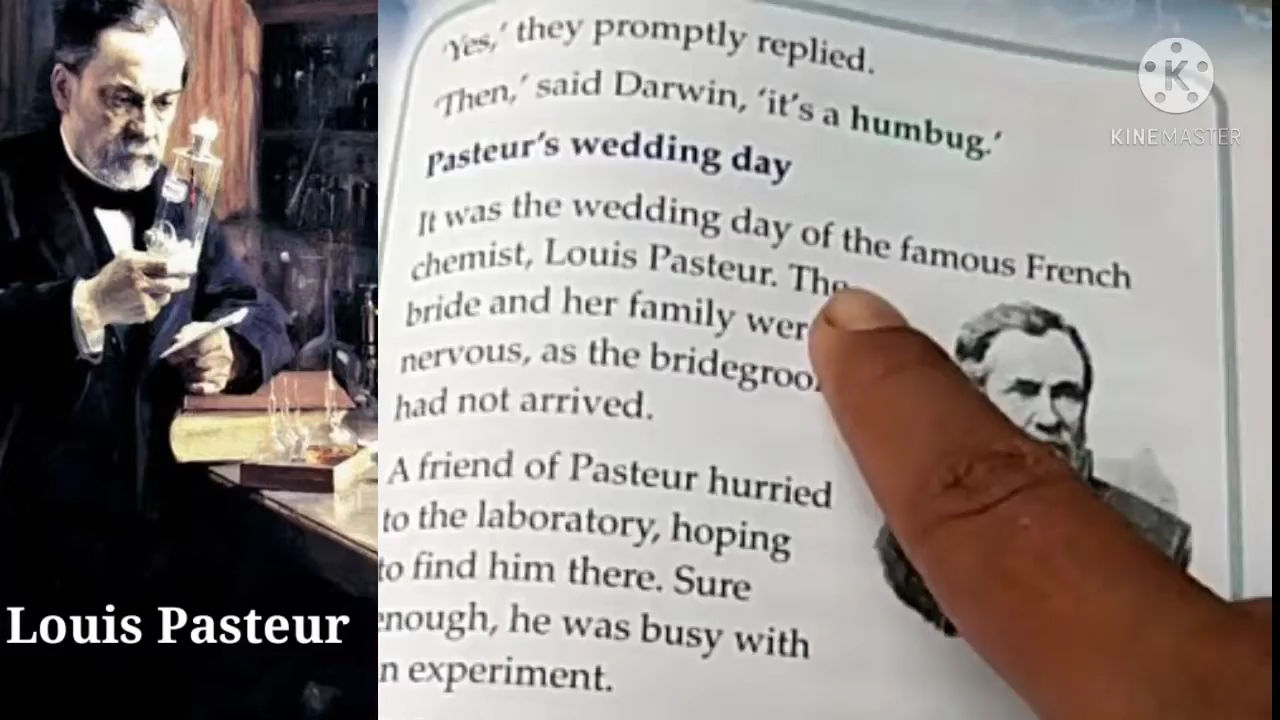 'Yes,' they promptly replied.
'Then,' said Darwin, 'it's a humbug.'
Pasteur's wedding day
It was the wedding day of the famous French
chemist, Louis Pasteur. The
bride and her family wer
nervous, as the bridegroo
had not arrived.
A friend of Pasteur hurried
to the laboratory, hoping
to find him there. Sure
enough, he was busy with
n experiment.
Louis Pasteur
KINEMASTER